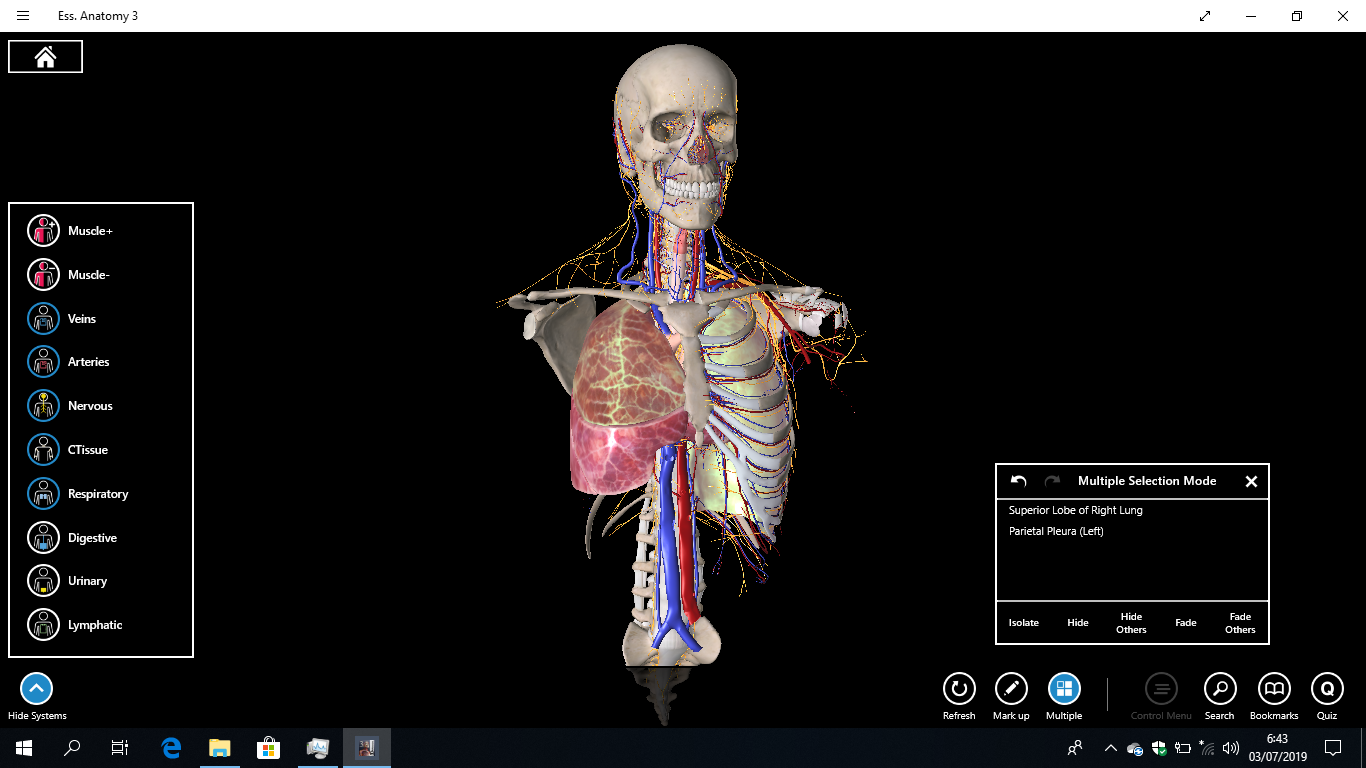 Ess. Anatomy 3
Muscle+
Muscle-
Veins
Arteries
Nervous
CTissue
Respiratory
Digestive
Urinary
Lymphatic
Hide Systems
Multiple Selection Mode
Superior Lobe of Right Lung
Parietal Pleura (Left)
Isolate
Hide
Hide
Others
Fade
Fade
Others
Refresh
Mark up
Multiple
Control Menu
Search
Bookmarks
Q
Quiz
6:43
03/07/2019